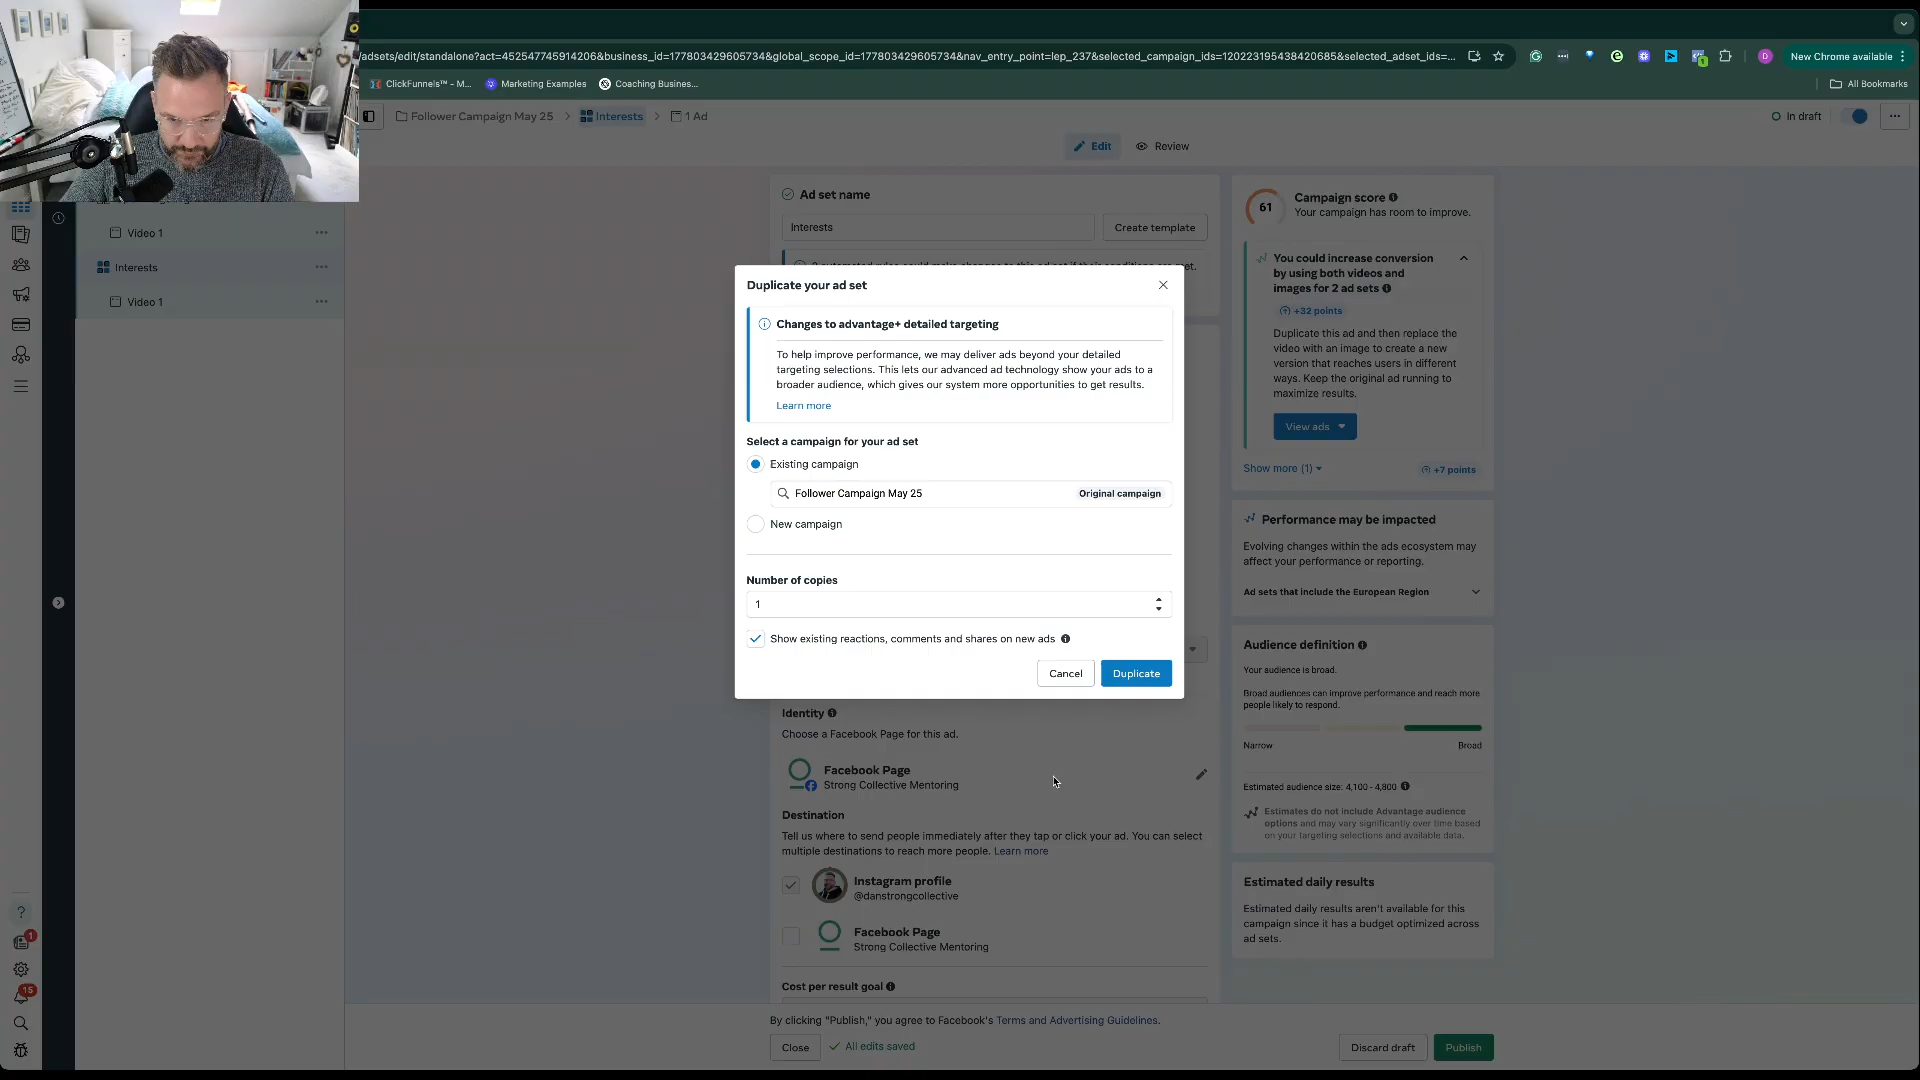 /adsets/edit/standalone?act=452547745914206&business_id=177803429605734&global_scope_id=177803429605734&nav_entry_point=lep_237&selected_campaign_ids=120223195438420685&selected_adset_ids=...
New Chrome available
ClickFunnels™ - M...
Marketing Examples
Coaching Busines...
All Bookmarks
Follower Campaign May 25
Interests
1 Ad
In draft
Edit
Review
Video 1
Interests
Video 1
Ad set name
Interests
Create template
Duplicate your ad set
Changes to advantage+ detailed targeting
To help improve performance, we may deliver ads beyond your detailed
targeting selections. This lets our advanced ad technology show your ads to a
broader audience, which gives our system more opportunities to get results.
Learn more
Select a campaign for your ad set
Existing campaign
Follower Campaign May 25
Original campaign
New campaign
Number of copies
1
Show existing reactions, comments and shares on new ads
Cancel
Duplicate
Identity
Choose a Facebook Page for this ad.
Facebook Page
Strong Collective Mentoring
Destination
Tell us where to send people immediately after they tap or click your ad. You can select
multiple destinations to reach more people. Learn more
Instagram profile
@danstrongcollective
Facebook Page
Strong Collective Mentoring
Cost per result goal
61
Campaign score
Your campaign has room to improve.
You could increase conversion
by using both videos and
images for 2 ad sets
+32 points
Duplicate this ad and then replace the
video with an image to create a new
version that reaches users in different
ways. Keep the original ad running to
maximize results.
View ads
Show more (1)
+7 points
Performance may be impacted
Evolving changes within the ads ecosystem may
affect your performance or reporting.
Ad sets that include the European Region
Audience definition
Your audience is broad.
Broad audiences can improve performance and reach more
people likely to respond.
Narrow
Broad
Estimated audience size: 4,100 - 4,800
Estimates do not include Advantage audience
options and may vary significantly over time based
on your targeting selections and available data.
Estimated daily results
Estimated daily results aren't available for this
campaign since it has a budget optimized across
ad sets.
By clicking "Publish," you agree to Facebook's Terms and Advertising Guidelines.
Close
All edits saved
Discard draft
Publish
1
15
1
D